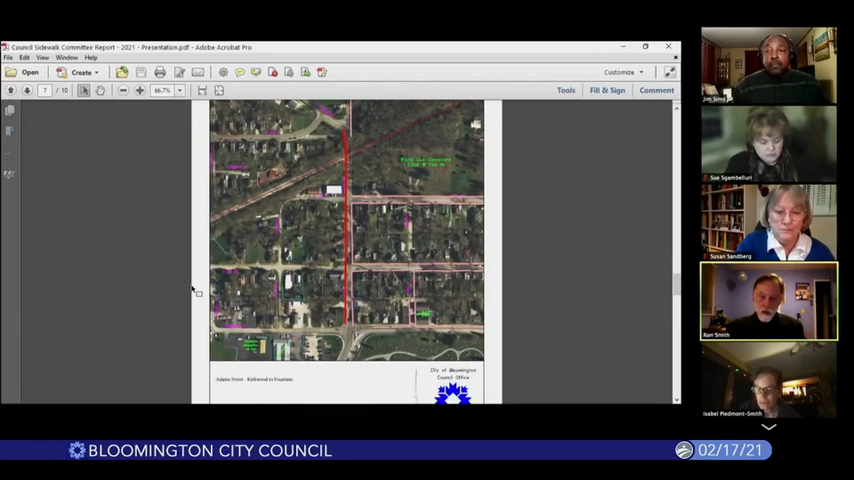 Council Sidewalk Committee Report - 2021 - Presentation.pdf - Adobe Acrobat Pro
File Edit View Window Help
Open Create Customize
7 / 10 66.7% Tools Fill & Sign Comment
Adams Street - Kirkwood to Fountain
City of Bloomington
Council Office
Jim Sims
Sue Sgambelluri
Susan Sandberg
Ron Smith
Isabel Piedmont-Smith
BLOOMINGTON CITY COUNCIL
02/17/21